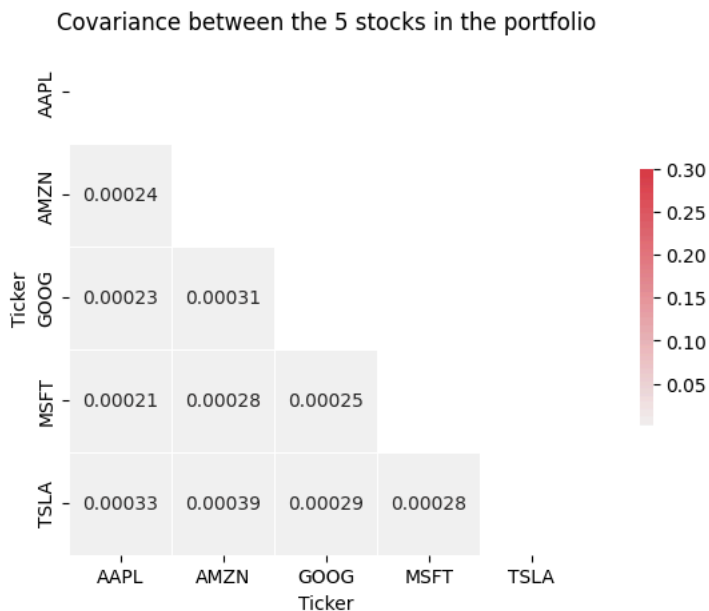 Covariance between the 5 stocks in the portfolio
AAPL
AMZN
0.00024
GOOG
0.00023 0.00031
MSFT
0.00021 0.00028 0.00025
TSLA
0.00033 0.00039 0.00029 0.00028
Ticker
AAPL AMZN GOOG MSFT TSLA
Ticker
0.30
0.25
0.20
0.15
0.10
0.05